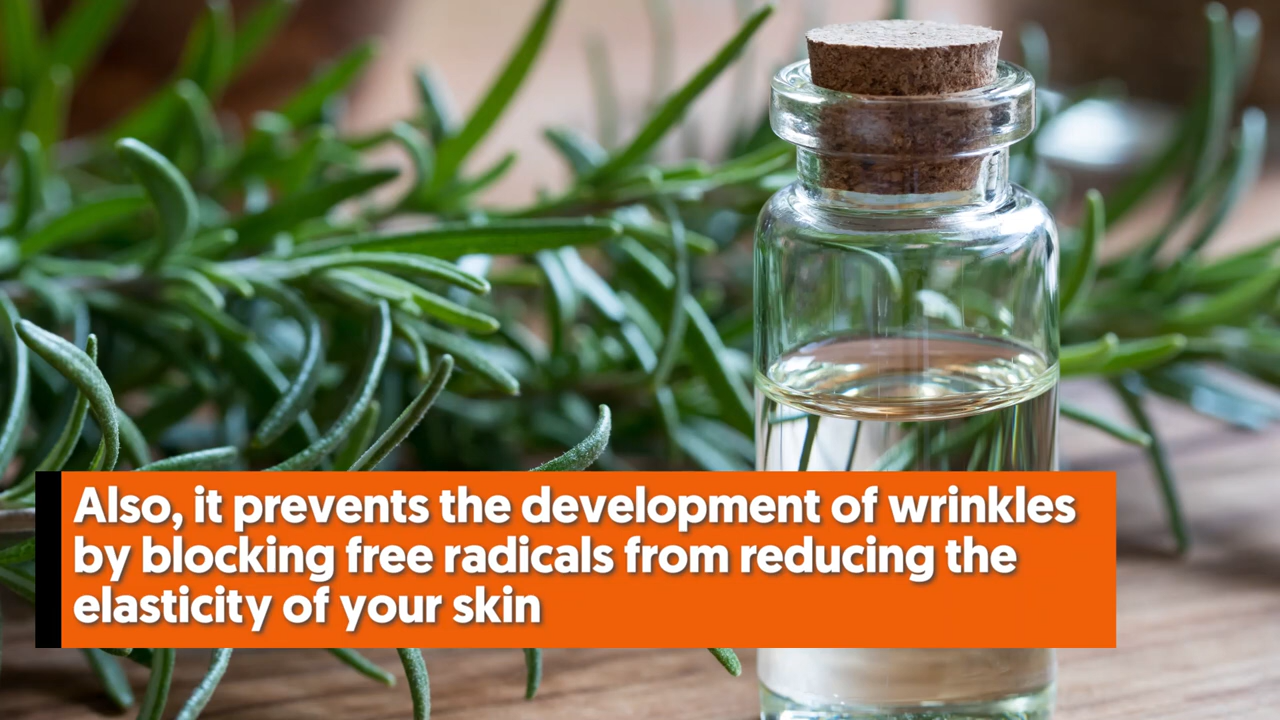 Also, it prevents the development of wrinkles
by blocking free radicals from reducing the
elasticity of your skin